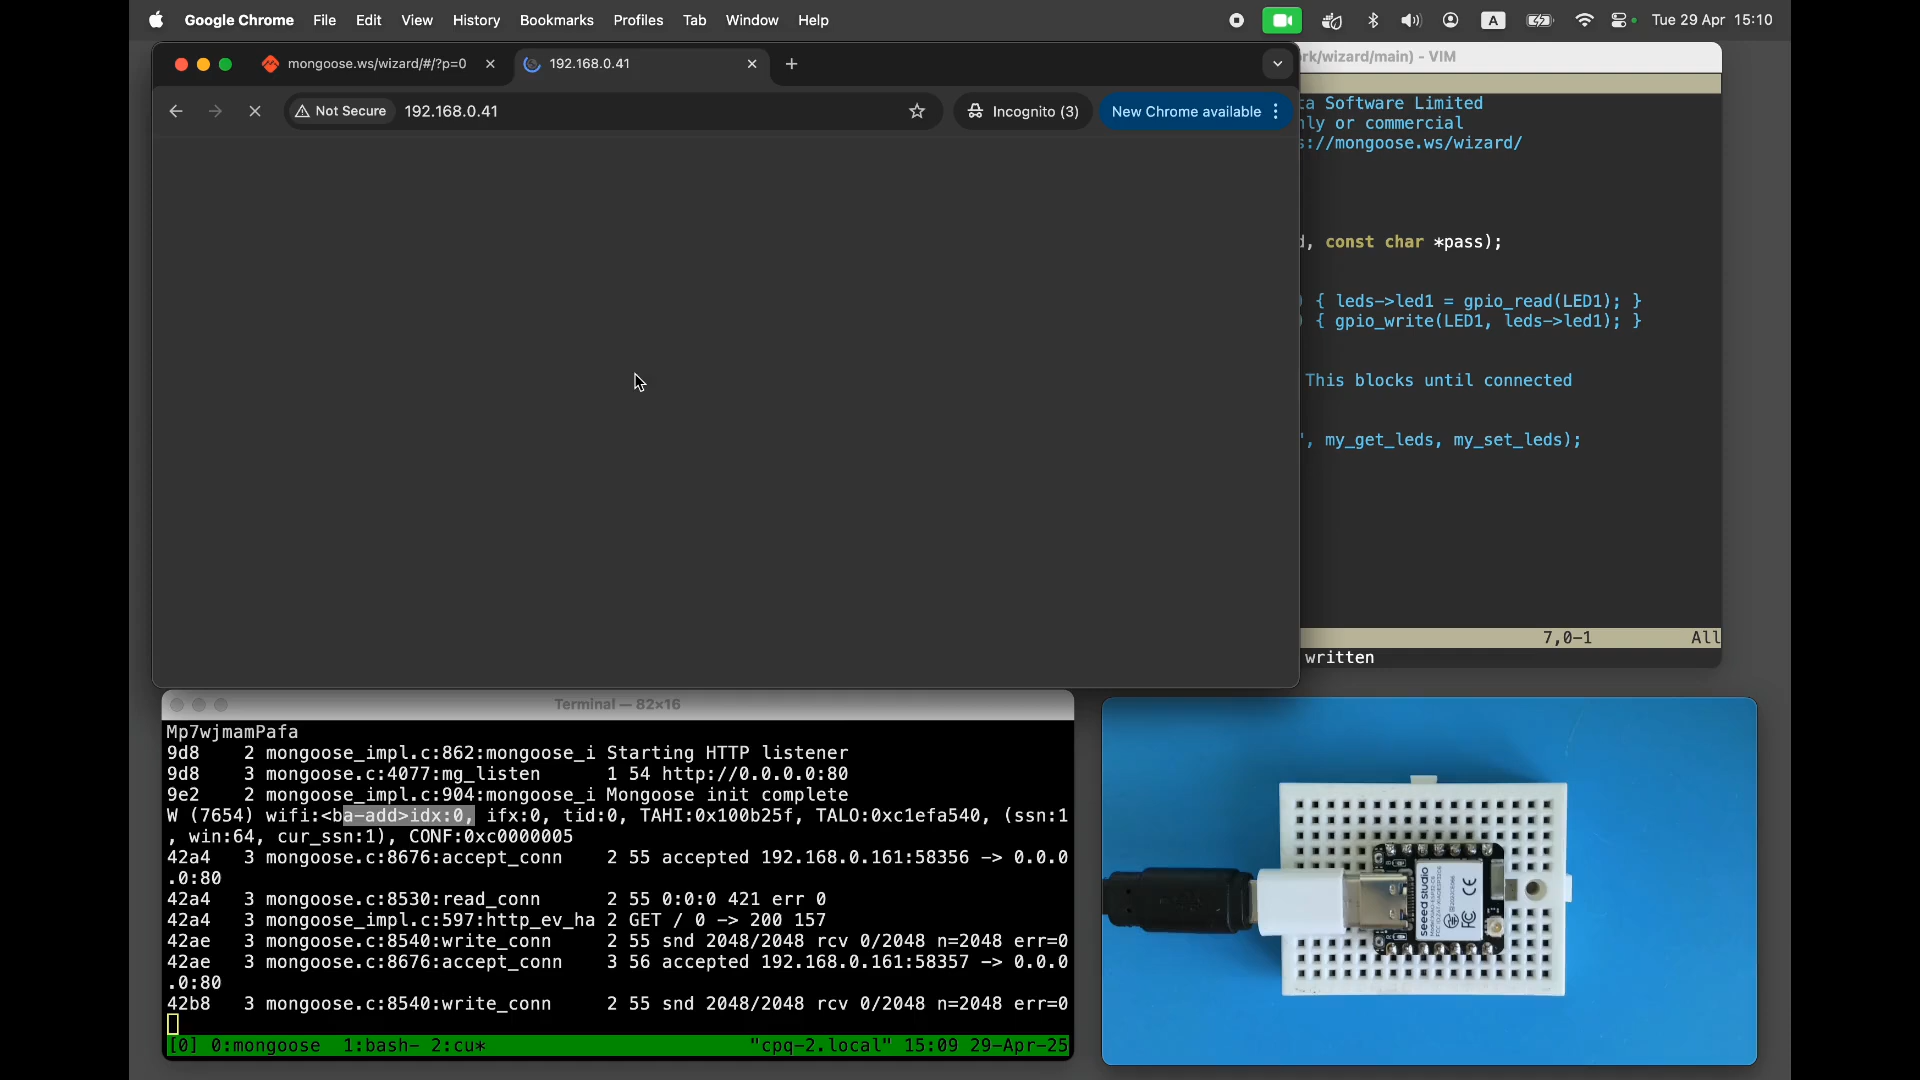 Google Chrome File Edit View History Bookmarks Profiles Tab Window Help A Tue 29 Apr 15:10
mongoose.ws/wizard/#/?p=0
192.168.0.41
Not Secure 192.168.0.41 Incognito (3) New Chrome available
rk/wizard/main) - VIM
ta Software Limited
nly or commercial
s://mongoose.ws/wizard/
d, const char *pass);
) { leds->led1 = gpio_read(LED1); }
) { gpio_write(LED1, leds->led1); }
This blocks until connected
", my_get_leds, my_set_leds);
7,0-1 All
written
Terminal — 82×16
Mp7wjmamPafa
9d8 2 mongoose_impl.c:862:mongoose_i Starting HTTP listener
9d8 3 mongoose.c:4077:mg_listen 1 54 http://0.0.0.0:80
9e2 2 mongoose_impl.c:904:mongoose_i Mongoose init complete
W (7654) wifi:<ba-add>idx:0, ifx:0, tid:0, TAHI:0x100b25f, TALO:0xc1efa540, (ssn:1
, win:64, cur_ssn:1), CONF:0xc0000005
42a4 3 mongoose.c:8676:accept_conn 2 55 accepted 192.168.0.161:58356 -> 0.0.0
.0:80
42a4 3 mongoose.c:8530:read_conn 2 55 0:0:0 421 err 0
42a4 3 mongoose_impl.c:597:http_ev_ha 2 GET / 0 -> 200 157
42ae 3 mongoose.c:8540:write_conn 2 55 snd 2048/2048 rcv 0/2048 n=2048 err=0
42ae 3 mongoose.c:8676:accept_conn 3 56 accepted 192.168.0.161:58357 -> 0.0.0
.0:80
42b8 3 mongoose.c:8540:write_conn 2 55 snd 2048/2048 rcv 0/2048 n=2048 err=0
[0] 0:mongoose 1:bash- 2:cu* "cpq-2.local" 15:09 29-Apr-25
seeed studio
CE
FC